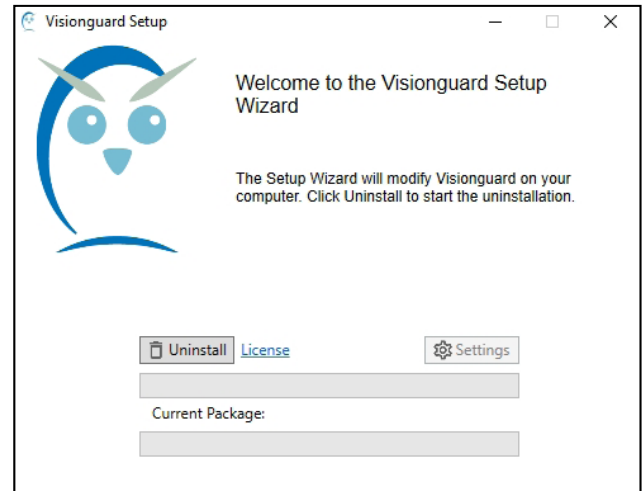 Visionguard Setup
Welcome to the Visionguard Setup
Wizard
The Setup Wizard will modify Visionguard on your
computer. Click Uninstall to start the uninstallation.
Uninstall License Settings
Current Package: